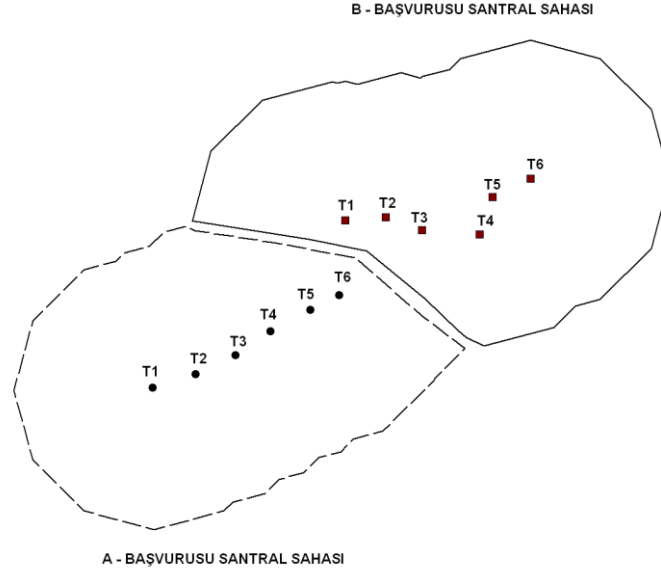 B - BAŞVURUSU SANTRAL SAHASI
T6
T5
T2
T1
T3
T4
T6
T5
T4
T3
T2
T1
A - BAŞVURUSU SANTRAL SAHASI